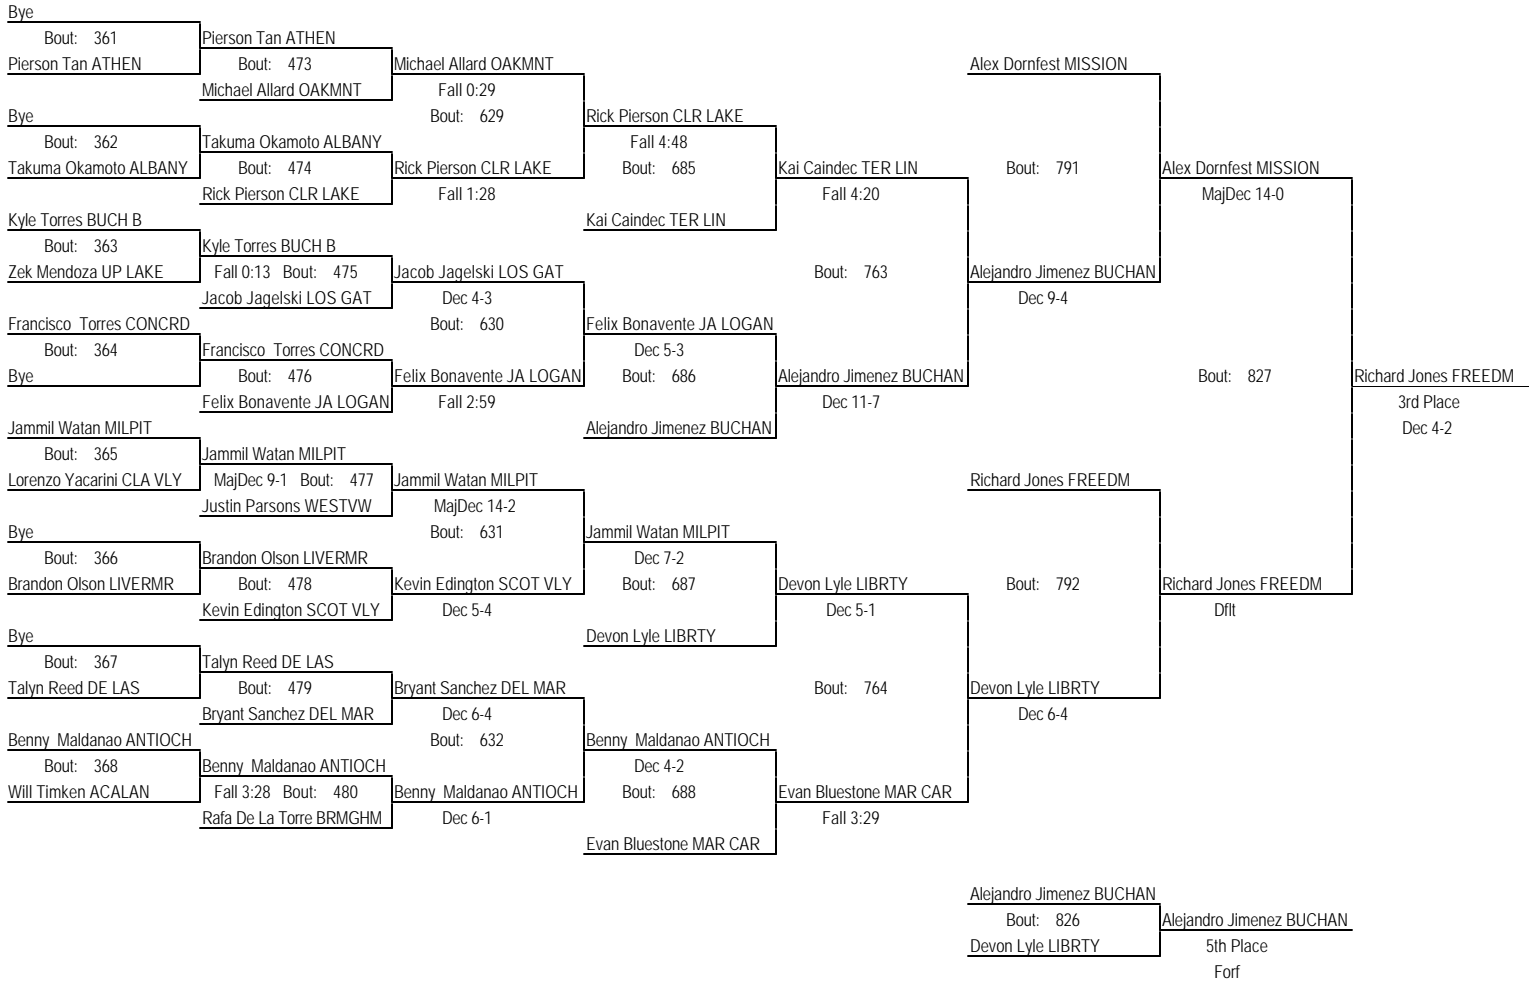 Bye
Bout: 361
Pierson Tan ATHEN
Pierson Tan ATHEN
Bout: 473
Michael Allard OAKMNT
Michael Allard OAKMNT
Fall 0:29
Bout: 629
Alex Dornfest MISSION
Bye
Bout: 362
Takuma Okamoto ALBANY
Takuma Okamoto ALBANY
Bout: 474
Rick Pierson CLR LAKE
Rick Pierson CLR LAKE
Fall 1:28
Rick Pierson CLR LAKE
Fall 4:48
Bout: 685
Kai Caindec TER LIN
Kai Caindec TER LIN
Fall 4:20
Bout: 791
Alex Dornfest MISSION
MajDec 14-0
Kyle Torres BUCH B
Bout: 363
Zek Mendoza UP LAKE
Kyle Torres BUCH B
Fall 0:13 Bout: 475
Jacob Jagelski LOS GAT
Jacob Jagelski LOS GAT
Dec 4-3
Bout: 630
Bout: 763
Alejandro Jimenez BUCHAN
Dec 9-4
Francisco Torres CONCRD
Bout: 364
Bye
Francisco Torres CONCRD
Bout: 476
Felix Bonavente JA LOGAN
Felix Bonavente JA LOGAN
Fall 2:59
Felix Bonavente JA LOGAN
Dec 5-3
Bout: 686
Alejandro Jimenez BUCHAN
Alejandro Jimenez BUCHAN
Dec 11-7
Bout: 827
Richard Jones FREEDM
3rd Place
Dec 4-2
Jammil Watan MILPIT
Bout: 365
Lorenzo Yacarini CLA VLY
Jammil Watan MILPIT
MajDec 9-1 Bout: 477
Justin Parsons WESTVW
Jammil Watan MILPIT
MajDec 14-2
Bout: 631
Richard Jones FREEDM
Bye
Bout: 366
Brandon Olson LIVERMR
Brandon Olson LIVERMR
Bout: 478
Kevin Edington SCOT VLY
Kevin Edington SCOT VLY
Dec 5-4
Jammil Watan MILPIT
Dec 7-2
Bout: 687
Devon Lyle LIBRTY
Devon Lyle LIBRTY
Dec 5-1
Bout: 792
Richard Jones FREEDM
Dflt
Bye
Bout: 367
Talyn Reed DE LAS
Talyn Reed DE LAS
Bout: 479
Bryant Sanchez DEL MAR
Bryant Sanchez DEL MAR
Dec 6-4
Bout: 632
Bout: 764
Devon Lyle LIBRTY
Dec 6-4
Benny Maldanao ANTIOCH
Bout: 368
Will Timken ACALAN
Benny Maldanao ANTIOCH
Fall 3:28 Bout: 480
Rafa De La Torre BRMGHM
Benny Maldanao ANTIOCH
Dec 6-1
Benny Maldanao ANTIOCH
Dec 4-2
Bout: 688
Evan Bluestone MAR CAR
Evan Bluestone MAR CAR
Fall 3:29
Alejandro Jimenez BUCHAN
Bout: 826
Devon Lyle LIBRTY
Alejandro Jimenez BUCHAN
5th Place
Forf